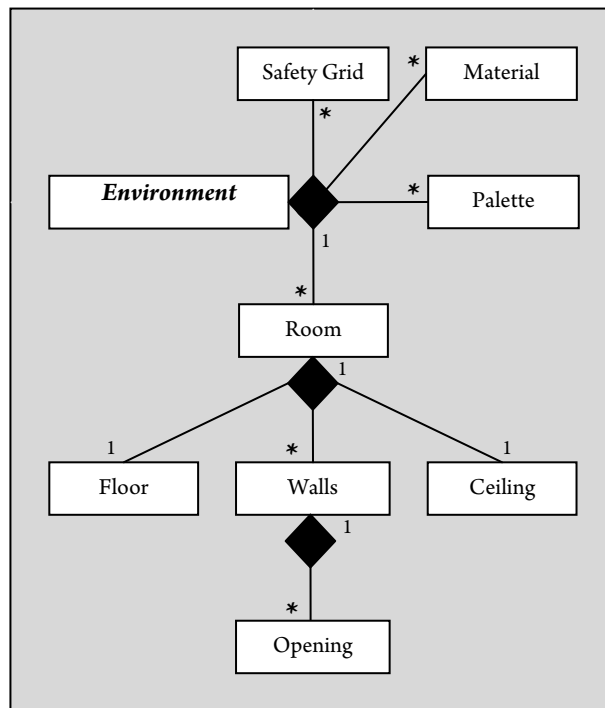 Safety Grid
*
Material
*
Environment
*
Palette
1
*
Room
1
1
*
1
Floor
Walls
Ceiling
1
*
Opening